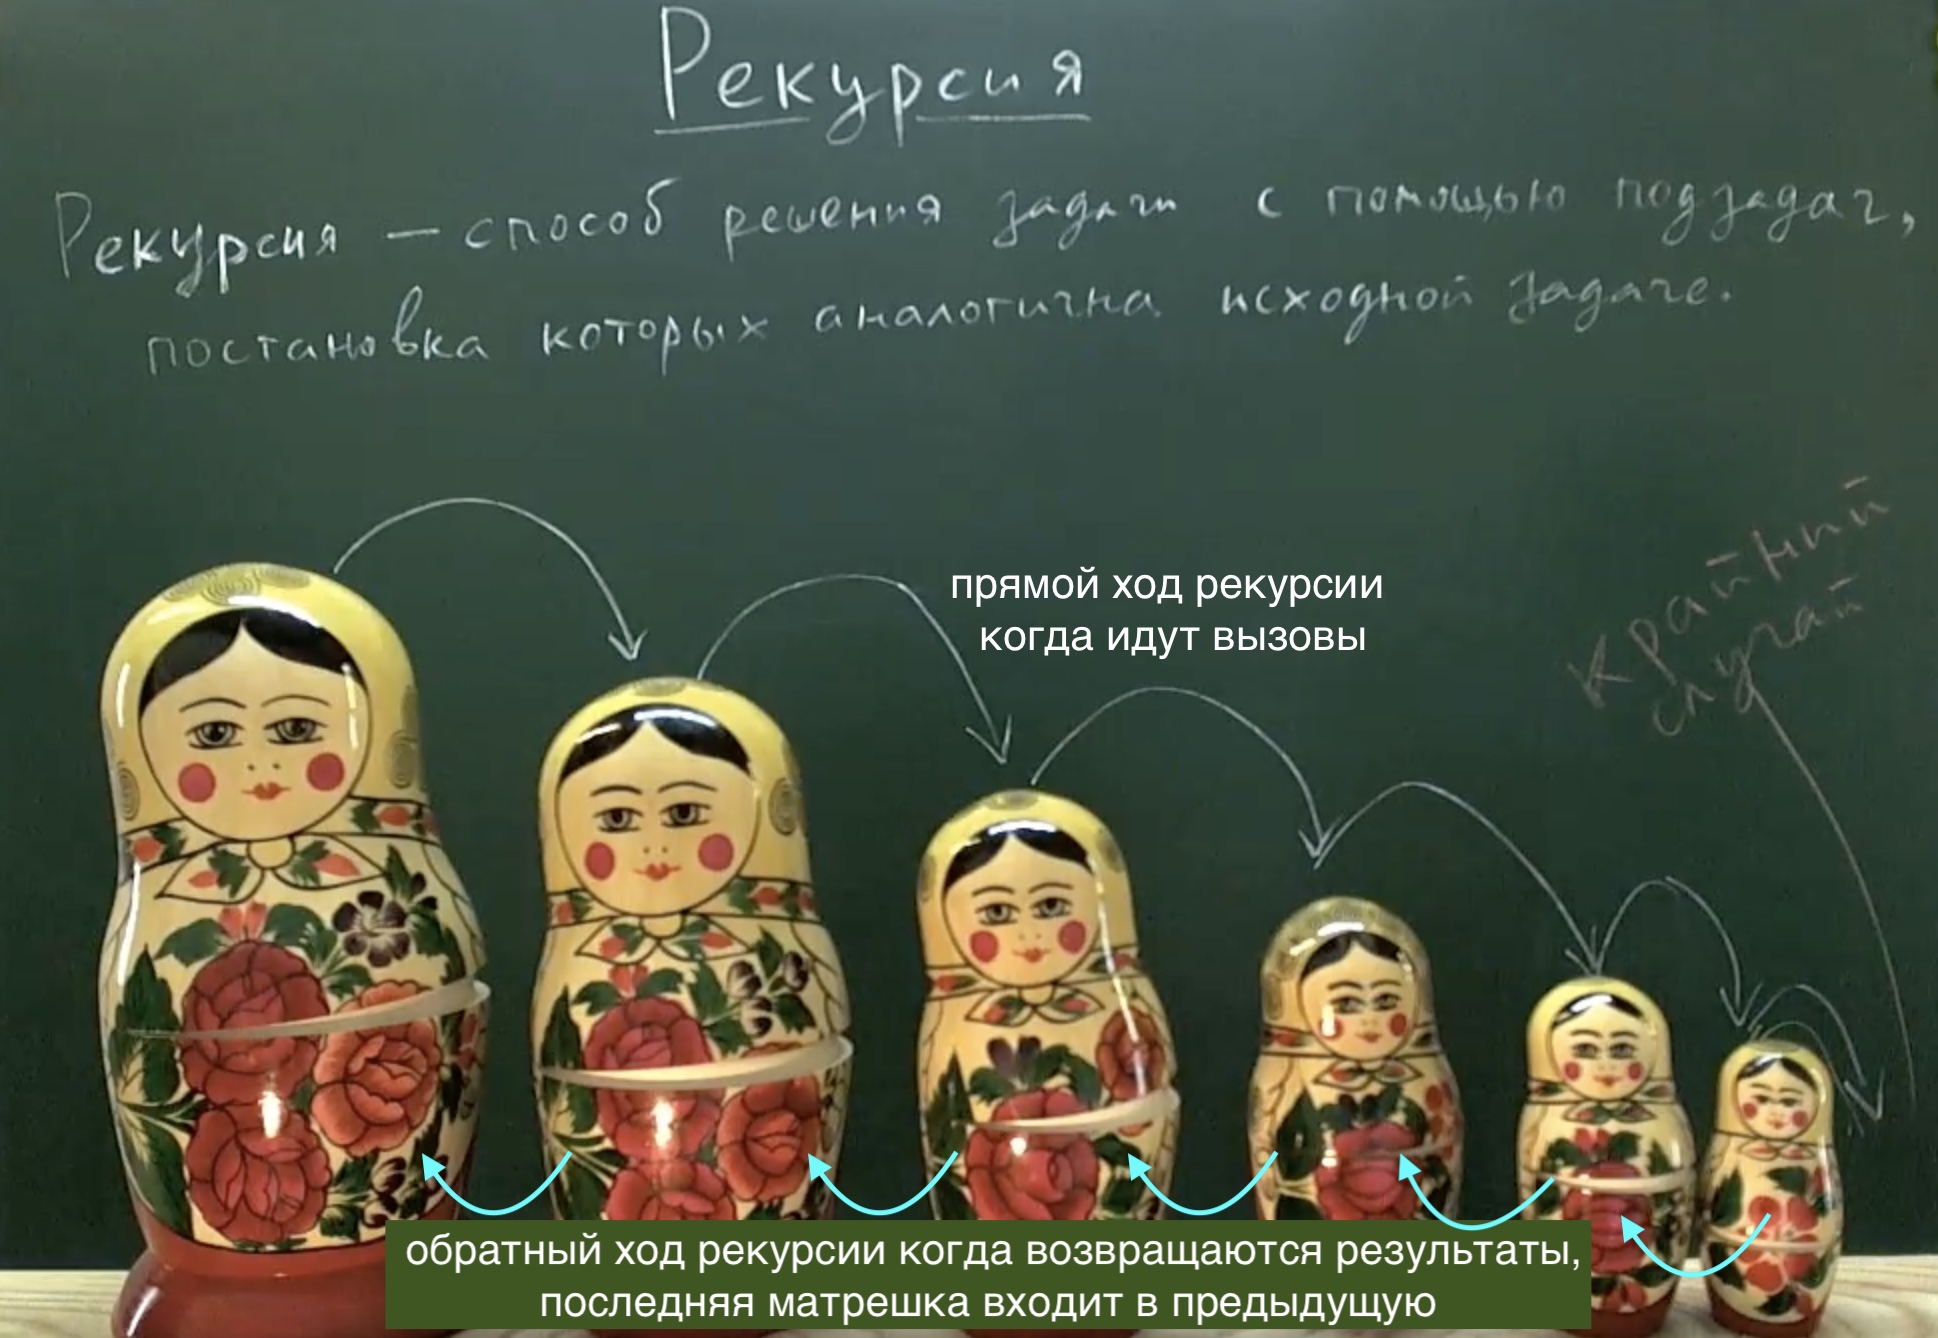 Рекурсия
Рекурсия — способ решения задачи с помощью подзадач,
постановка которых аналогична исходной задаче.
прямой ход рекурсии
когда идут вызовы
крайний
случай
обратный ход рекурсии когда возвращаются результаты,
последняя матрешка входит в предыдущую